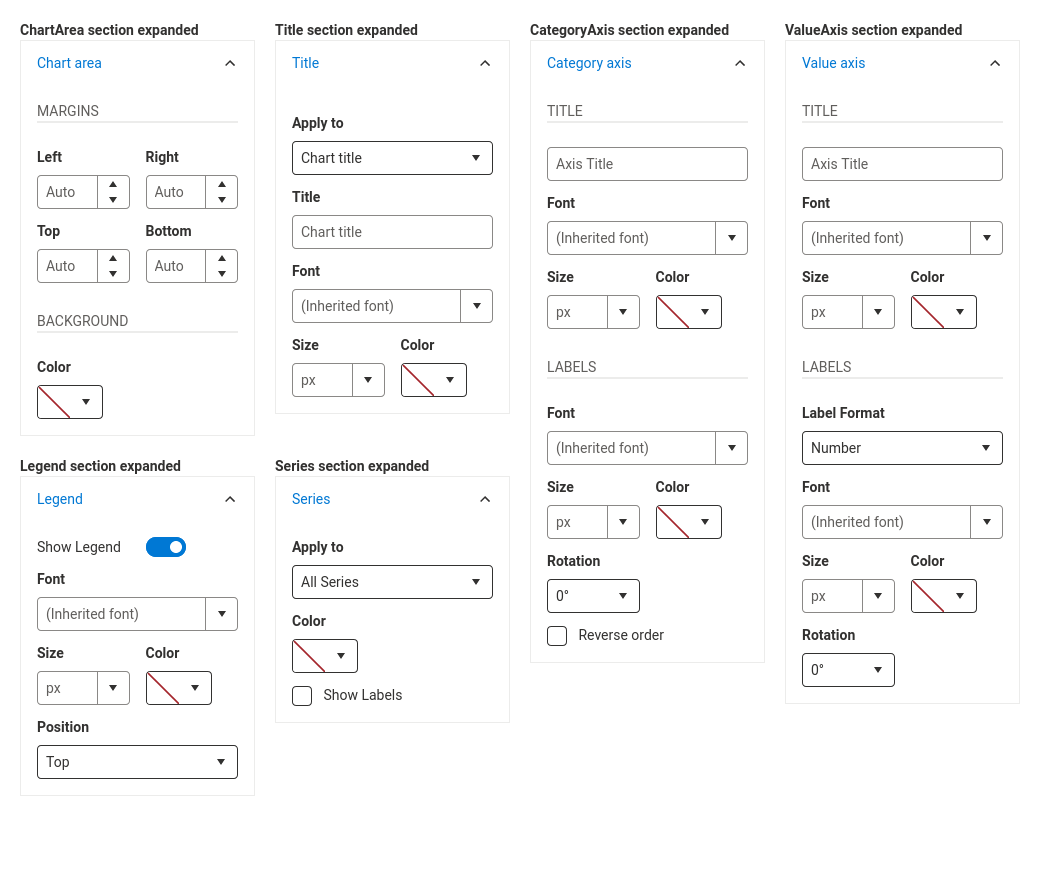 ChartArea section expanded
Chart area
MARGINS
Left Right
Auto Auto
Top Bottom
Auto Auto
BACKGROUND
Color
Title section expanded
Title
Apply to
Chart title
Title
Chart title
Font
(Inherited font)
Size Color
px
CategoryAxis section expanded
Category axis
TITLE
Axis Title
Font
(Inherited font)
Size Color
px
LABELS
Font
(Inherited font)
Size Color
px
Rotation
0°
Reverse order
ValueAxis section expanded
Value axis
TITLE
Axis Title
Font
(Inherited font)
Size Color
px
LABELS
Label Format
Number
Font
(Inherited font)
Size Color
px
Rotation
0°
Legend section expanded
Legend
Show Legend
Font
(Inherited font)
Size Color
px
Position
Top
Series section expanded
Series
Apply to
All Series
Color
Show Labels